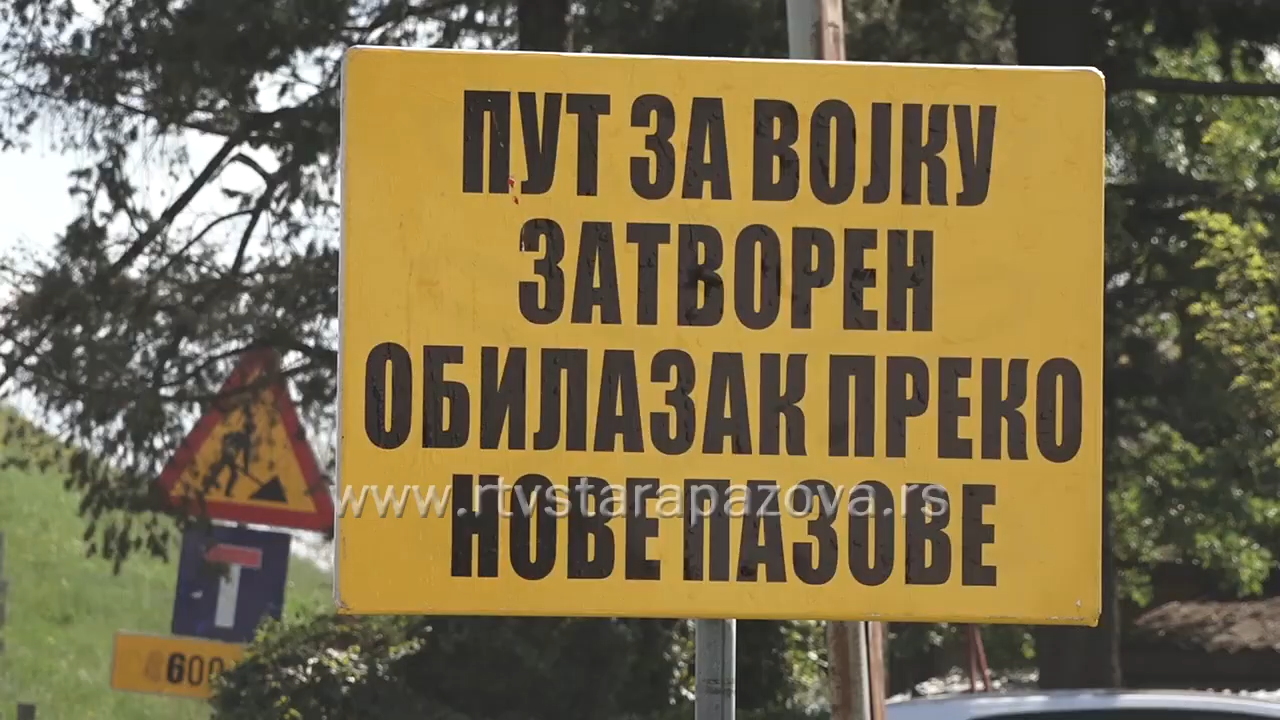 ПУТ ЗА ВОЈКУ
ЗАТВОРЕН
ОБИЛАЗАК ПРЕКО
НОВЕ ПАЗОВЕ
www.rtvstarapazova.rs
600